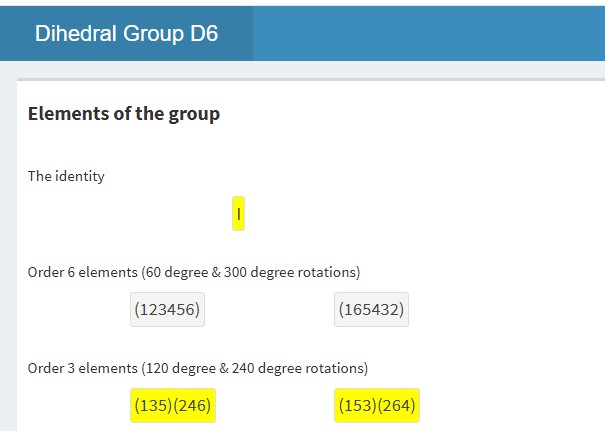 Dihedral Group D6
Elements of the group
The identity
I
Order 6 elements (60 degree & 300 degree rotations)
(123456) (165432)
Order 3 elements (120 degree & 240 degree rotations)
(135)(246) (153)(264)